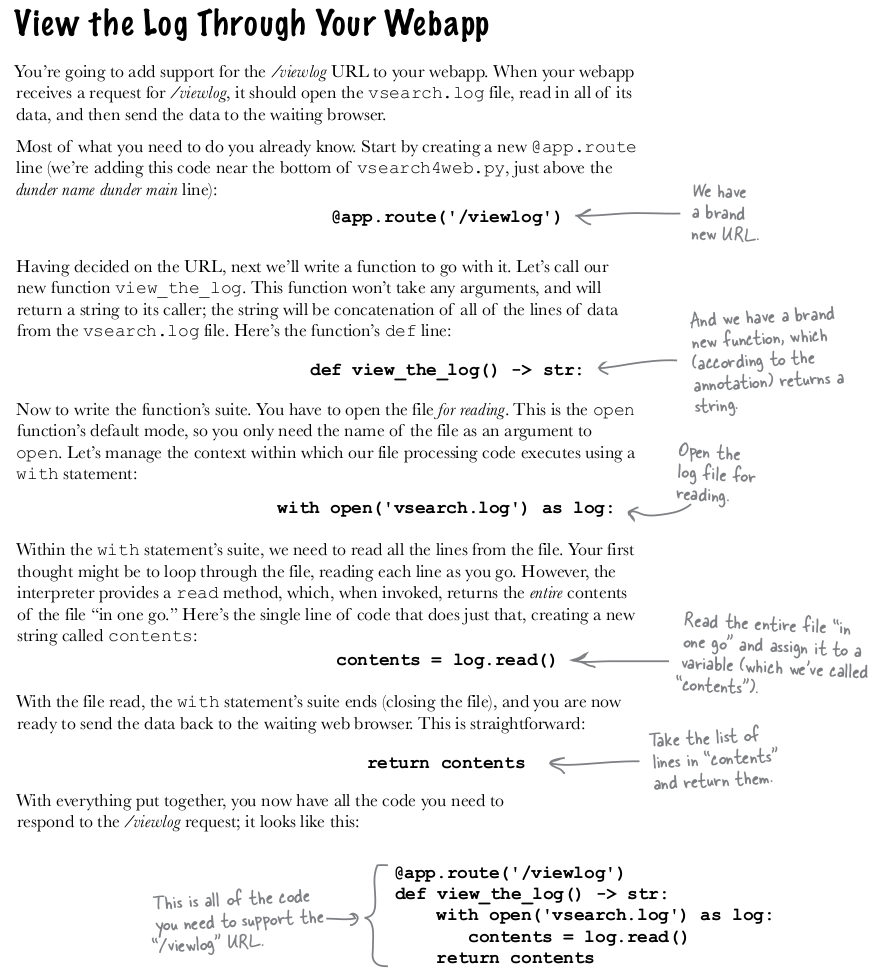 View the Log Through Your Webapp
You're going to add support for the /viewlog URL to your webapp. When your webapp
receives a request for /viewlog, it should open the vsearch.log file, read in all of its
data, and then send the data to the waiting browser.
Most of what you need to do you already know. Start by creating a new @app.route
line (we're adding this code near the bottom of vsearch4web.py, just above the
dunder name dunder main line):
@app.route('/viewlog')
We have
a brand
new URL.
Having decided on the URL, next we'll write a function to go with it. Let's call our
new function view_the_log. This function won't take any arguments, and will
return a string to its caller; the string will be concatenation of all of the lines of data
from the vsearch.log file. Here's the function's def line:
def view_the_log() -> str:
And we have a brand
new function, which
(according to the
annotation) returns a
string.
Now to write the function's suite. You have to open the file for reading. This is the open
function's default mode, so you only need the name of the file as an argument to
open. Let's manage the context within which our file processing code executes using a
with statement:
with open('vsearch.log') as log:
Open the
log file for
reading.
Within the with statement's suite, we need to read all the lines from the file. Your first
thought might be to loop through the file, reading each line as you go. However, the
interpreter provides a read method, which, when invoked, returns the entire contents
of the file “in one go.” Here's the single line of code that does just that, creating a new
string called contents:
contents = log.read()
Read the entire file “in
one go” and assign it to a
variable (which we've called
“contents”).
With the file read, the with statement's suite ends (closing the file), and you are now
ready to send the data back to the waiting web browser. This is straightforward:
return contents
Take the list of
lines in “contents”
and return them.
With everything put together, you now have all the code you need to
respond to the /viewlog request; it looks like this:
This is all of the code
you need to support the
“/viewlog” URL.
@app.route('/viewlog')
def view_the_log() -> str:
    with open('vsearch.log') as log:
        contents = log.read()
    return contents